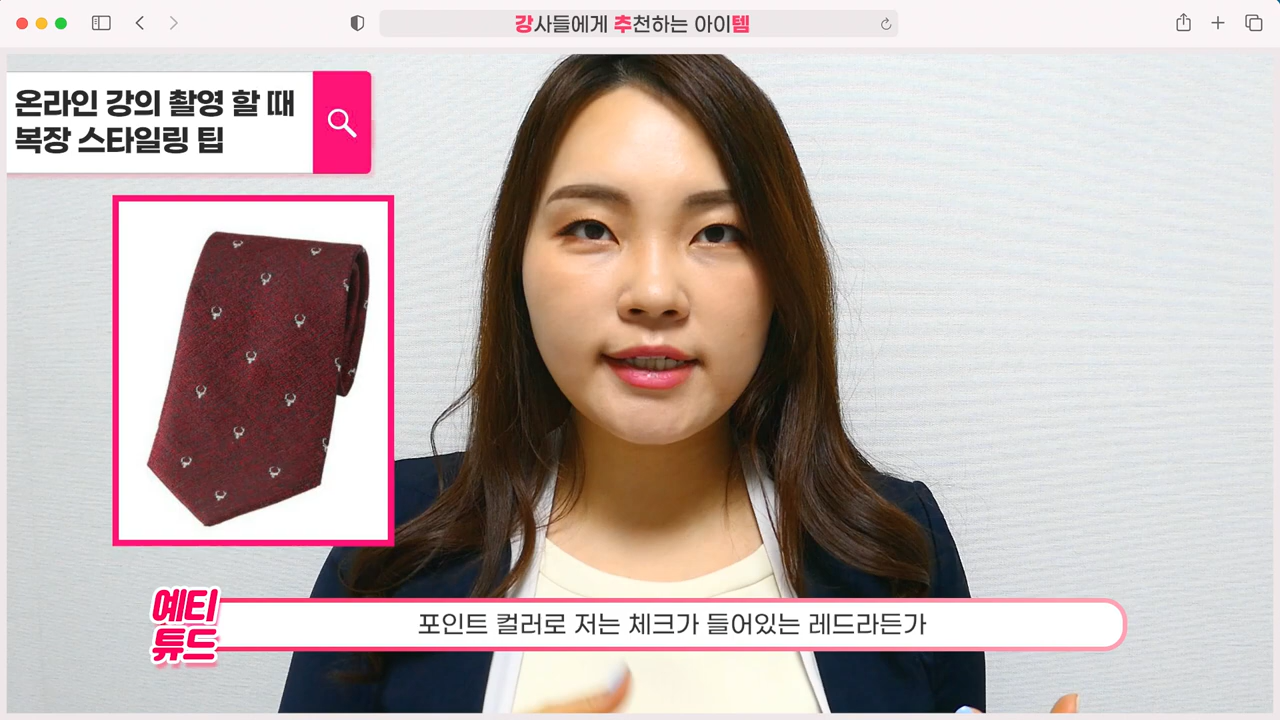 강사들에게 추천하는 아이템
온라인 강의 촬영 할 때
복장 스타일링 팁
예티
튜드
포인트 컬러로 저는 체크가 들어있는 레드라든가